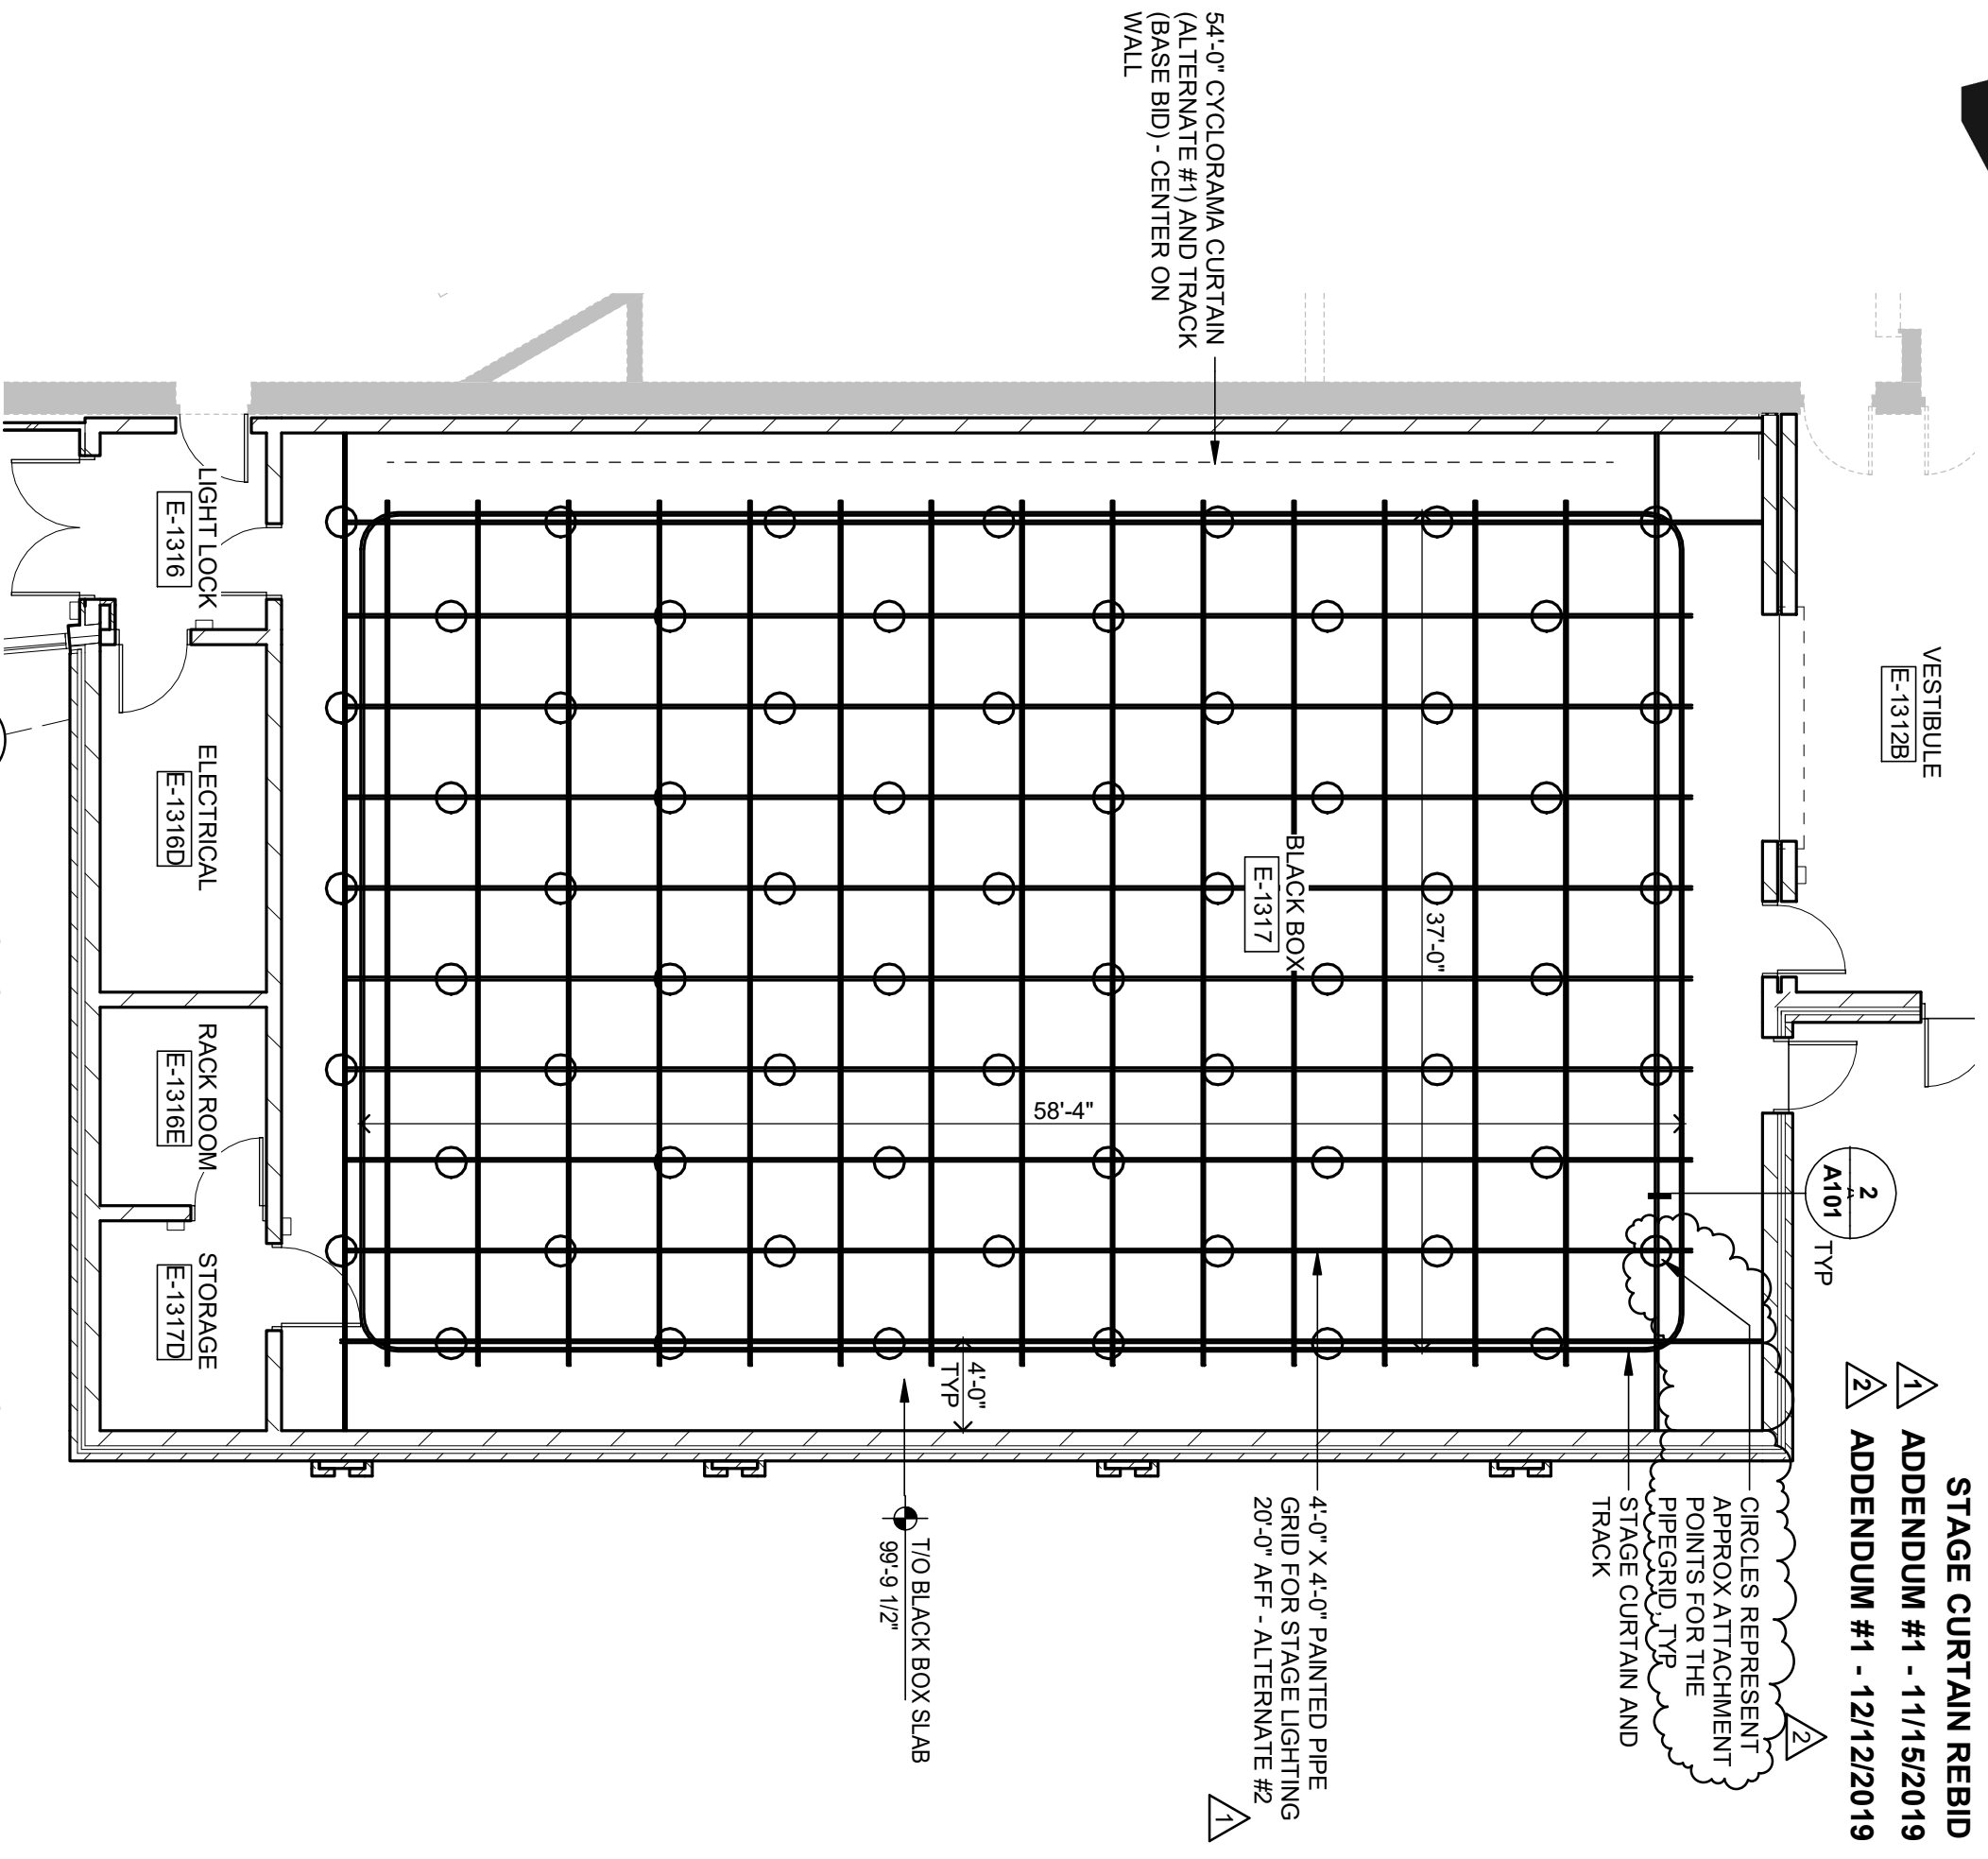 STAGE CURTAIN REBID
1 ADDENDUM #1 - 11/15/2019
2 ADDENDUM #1 - 12/12/2019
54'-0" CYCLORAMA CURTAIN
(ALTERNATE #1) AND TRACK
(BASE BID) - CENTER ON
WALL
VESTIBULE
E-1312B
2
A101
TYP
CIRCLES REPRESENT
APPROX ATTACHMENT
POINTS FOR THE
PIPEGRID, TYP
2
STAGE CURTAIN AND
TRACK
37'-0"
BLACK BOX
E-1317
58'-4"
4'-0" X 4'-0" PAINTED PIPE
GRID FOR STAGE LIGHTING
20'-0" AFF - ALTERNATE #2
1
4'-0"
TYP
T/O BLACK BOX SLAB
99'-9 1/2"
LIGHT LOCK
E-1316
ELECTRICAL
E-1316D
RACK ROOM
E-1316E
STORAGE
E-1317D